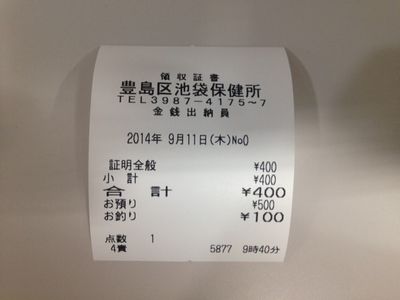 領収証書
豊島区池袋保健所
TEL3987-4175~7
金銭出納員
2014年 9月11日(木)No0
証明全般 ¥400
小 計 ¥400
合 計 ¥400
お預り ¥500
お釣り ¥100
点数 1
4責 5877 9時40分